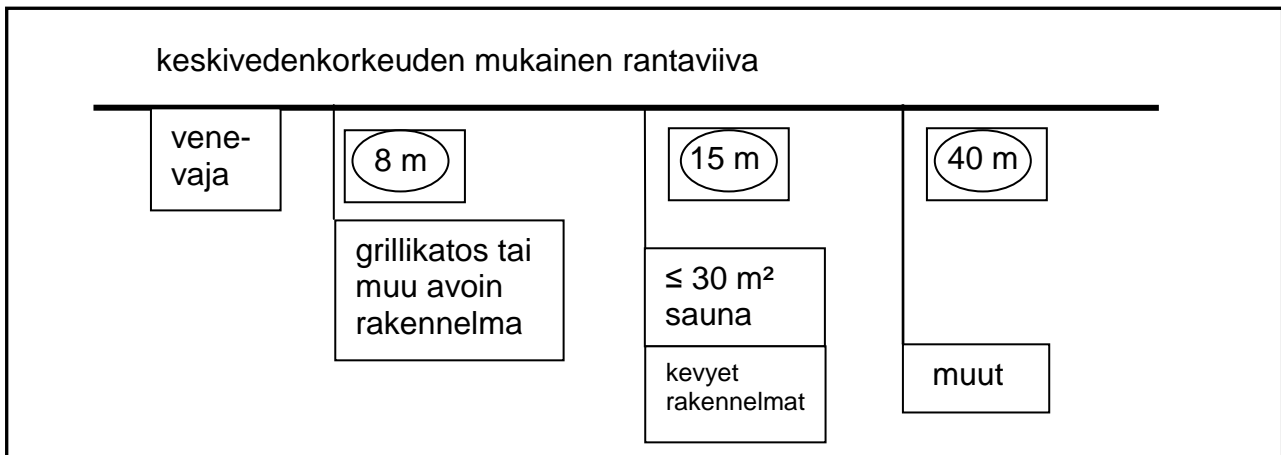 keskivedenkorkeuden mukainen rantaviiva
vene-
vaja
8 m
grillikatos tai
muu avoin
rakennelma
15 m
≤ 30 m²
sauna
kevyet
rakennelmat
40 m
muut